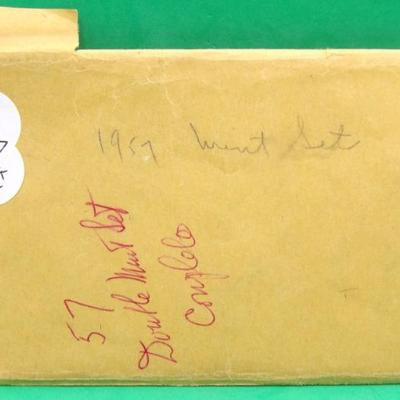 1957 Mint Set
57
Double Mint Set
Complete